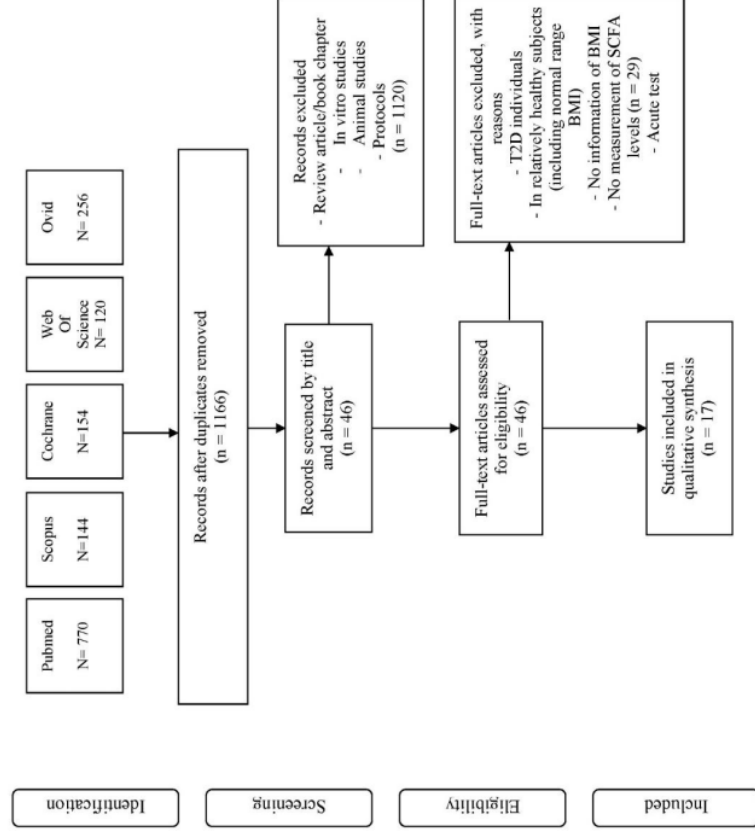 Identification
Pubmed
N= 770
Scopus
N=144
Cochrane
N=154
Web
Of
Science
N= 120
Ovid
N= 256
Records after duplicates removed
(n = 1166)
Screening
Records screened by title
and abstract
(n = 46)
Records excluded
- Review article/book chapter
- In vitro studies
- Animal studies
- Protocols
(n = 1120)
Eligibility
Full-text articles assessed
for eligibility
(n = 46)
Full-text articles excluded, with
reasons
- T2D individuals
- In relatively healthy subjects
(including normal range
BMI)
- No information of BMI
- No measurement of SCFA
levels (n = 29)
- Acute test
Included
Studies included in
qualitative synthesis
(n = 17)